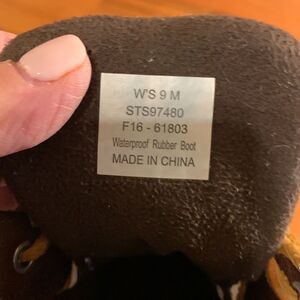 W'S 9 M
STS97480
F16 - 61803
Waterproof Rubber Boot
MADE IN CHINA